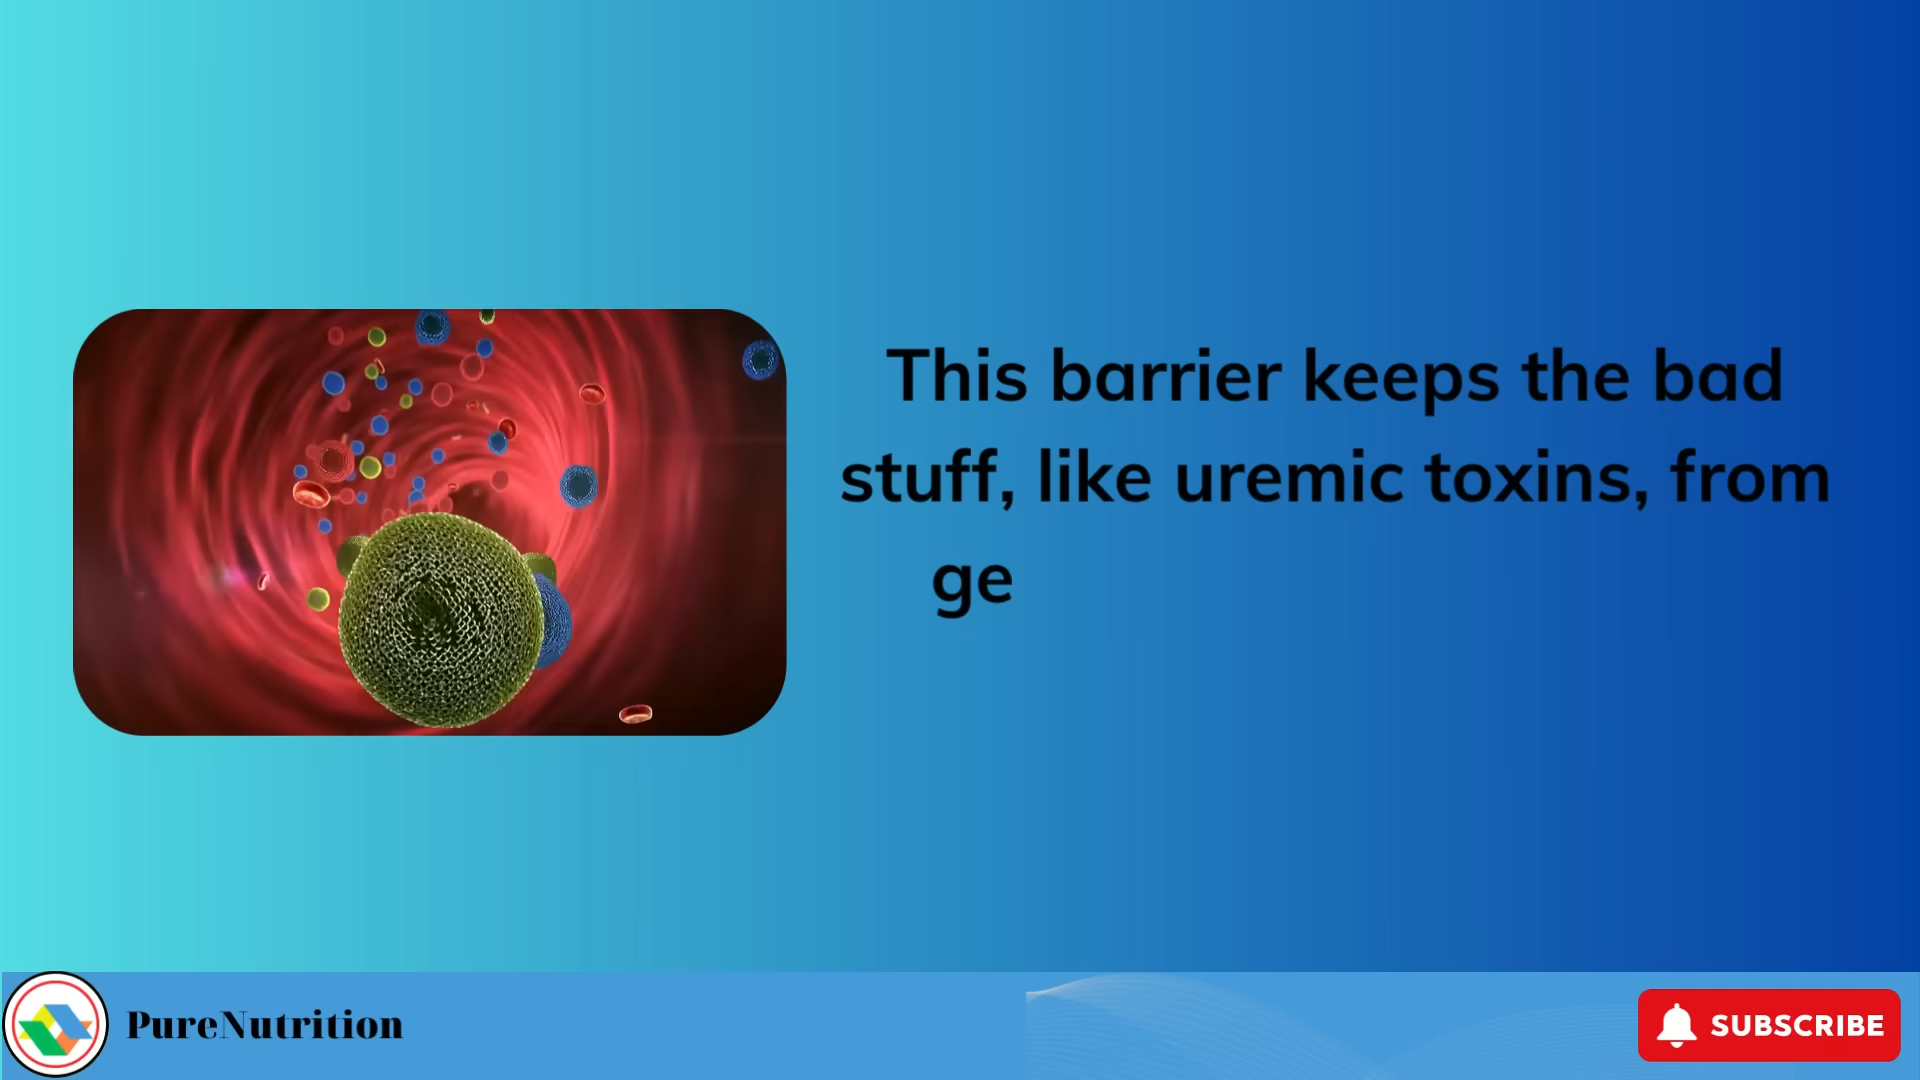 This barrier keeps the bad
stuff, like uremic toxins, from
ge
PureNutrition
SUBSCRIBE